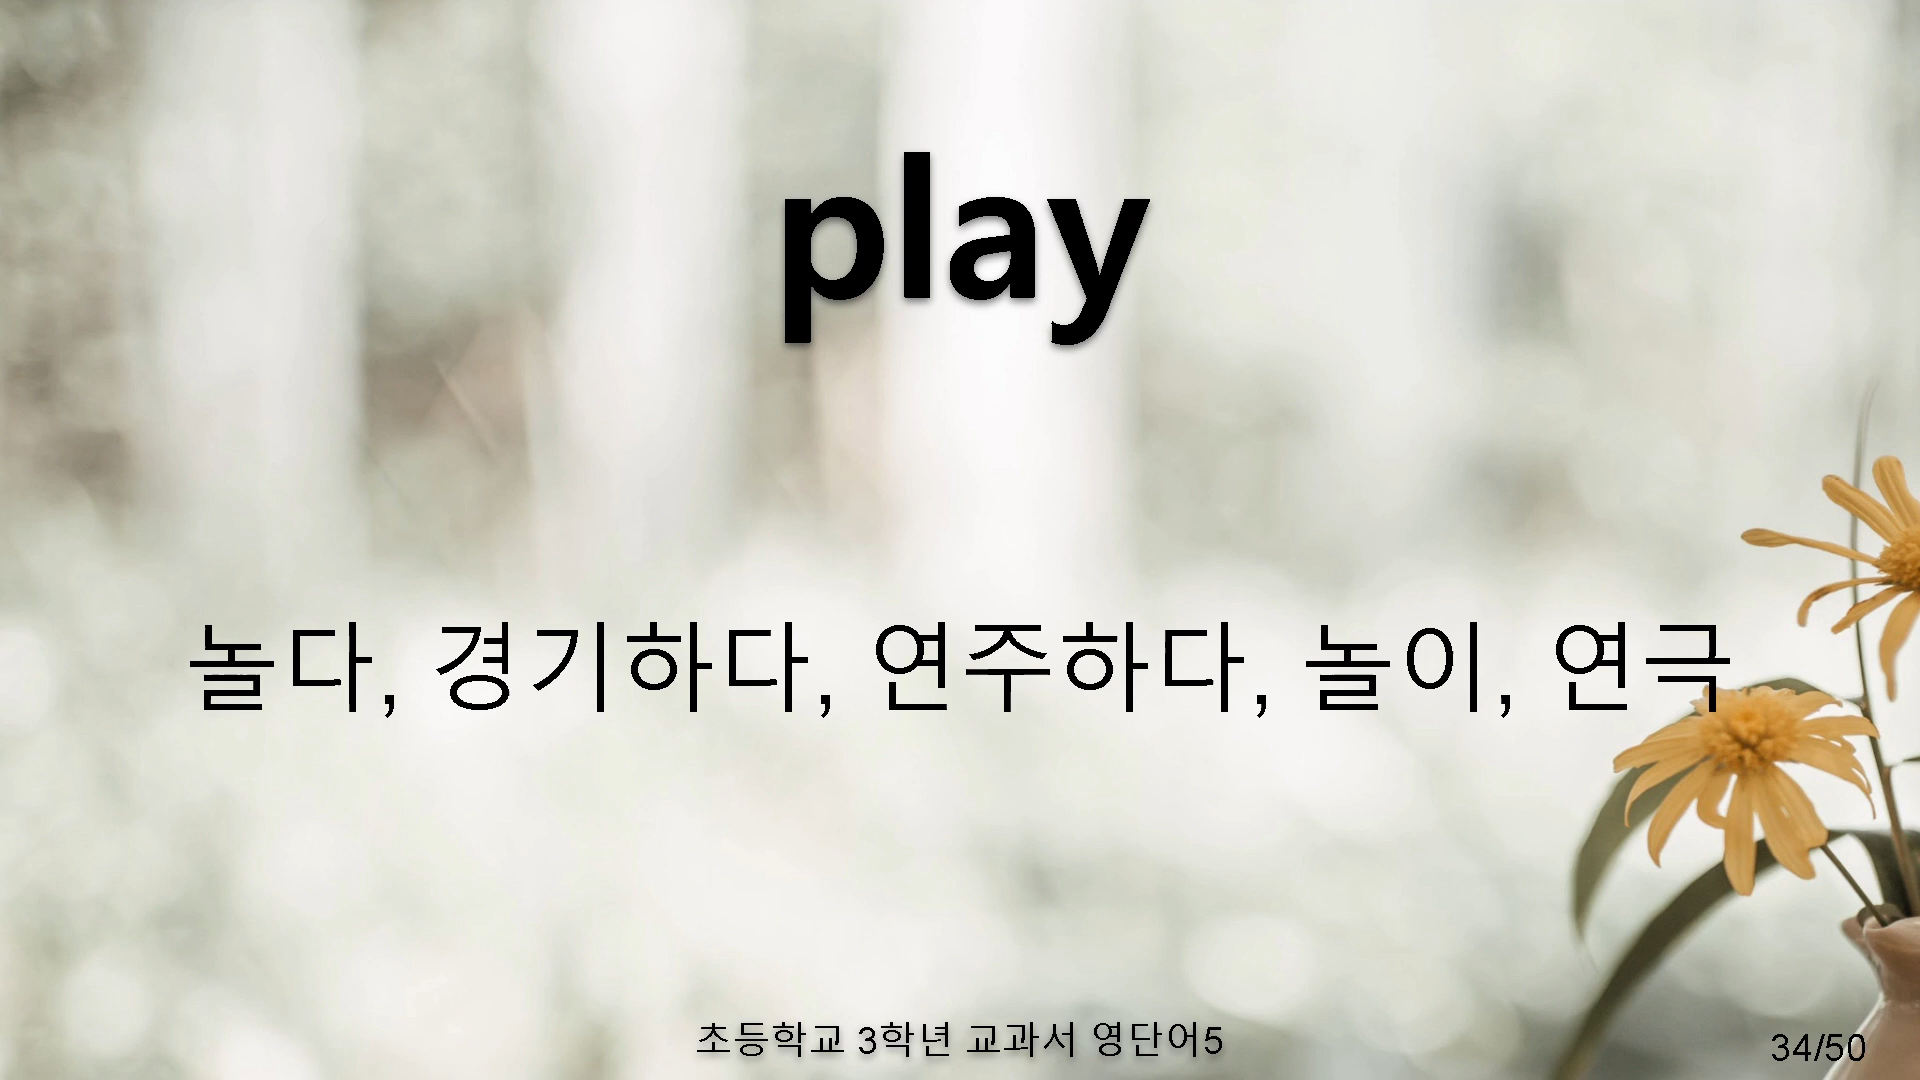 play
놀다, 경기하다, 연주하다, 놀이, 연극
초등학교 3학년 교과서 영단어5
34/50